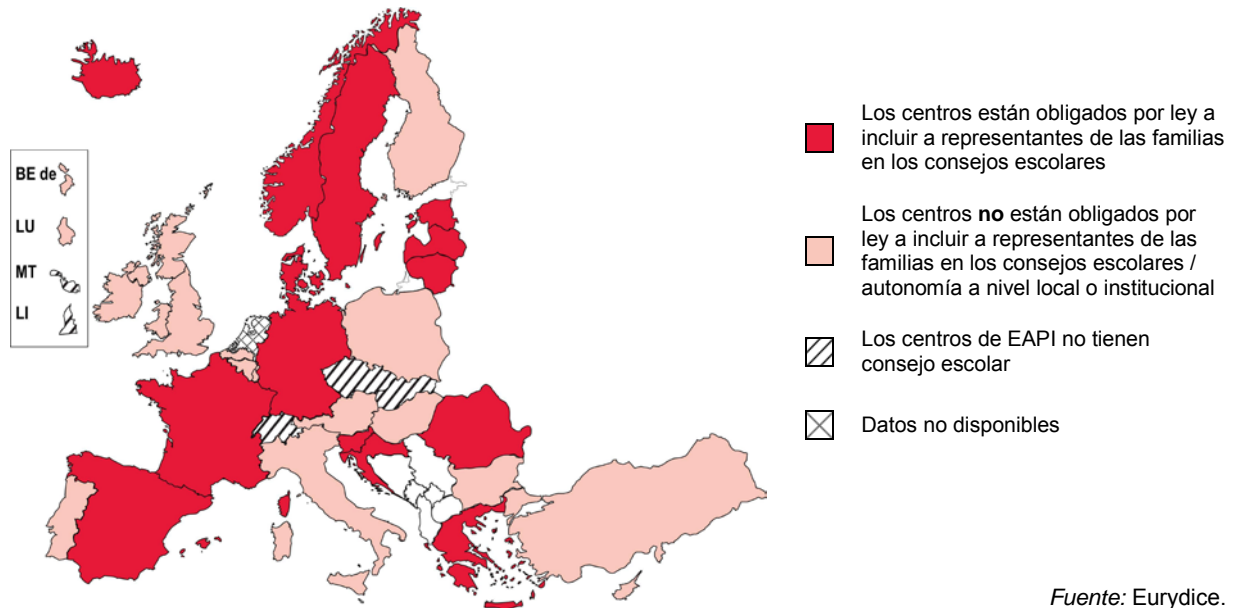 BE de
LU
MT
LI
Los centros están obligados por ley a
incluir a representantes de las familias
en los consejos escolares
Los centros no están obligados por
ley a incluir a representantes de las
familias en los consejos escolares /
autonomía a nivel local o institucional
Los centros de EAPI no tienen
consejo escolar
Datos no disponibles
Fuente: Eurydice.